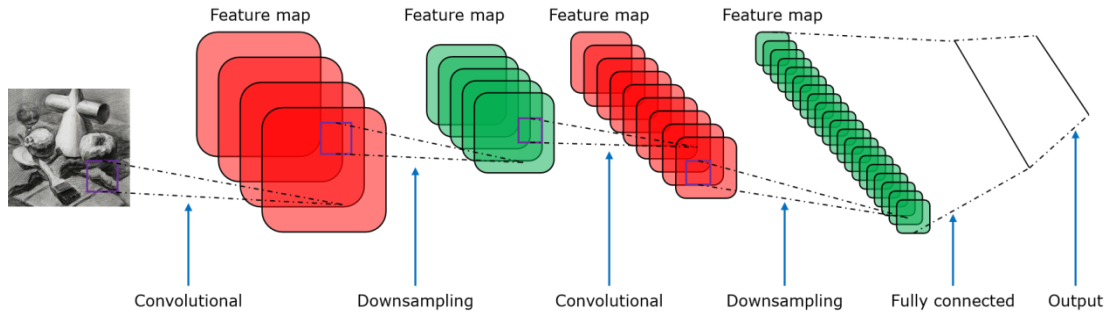 Feature map
Feature map
Feature map
Feature map
Convolutional
Downsampling
Convolutional
Downsampling
Fully connected
Output